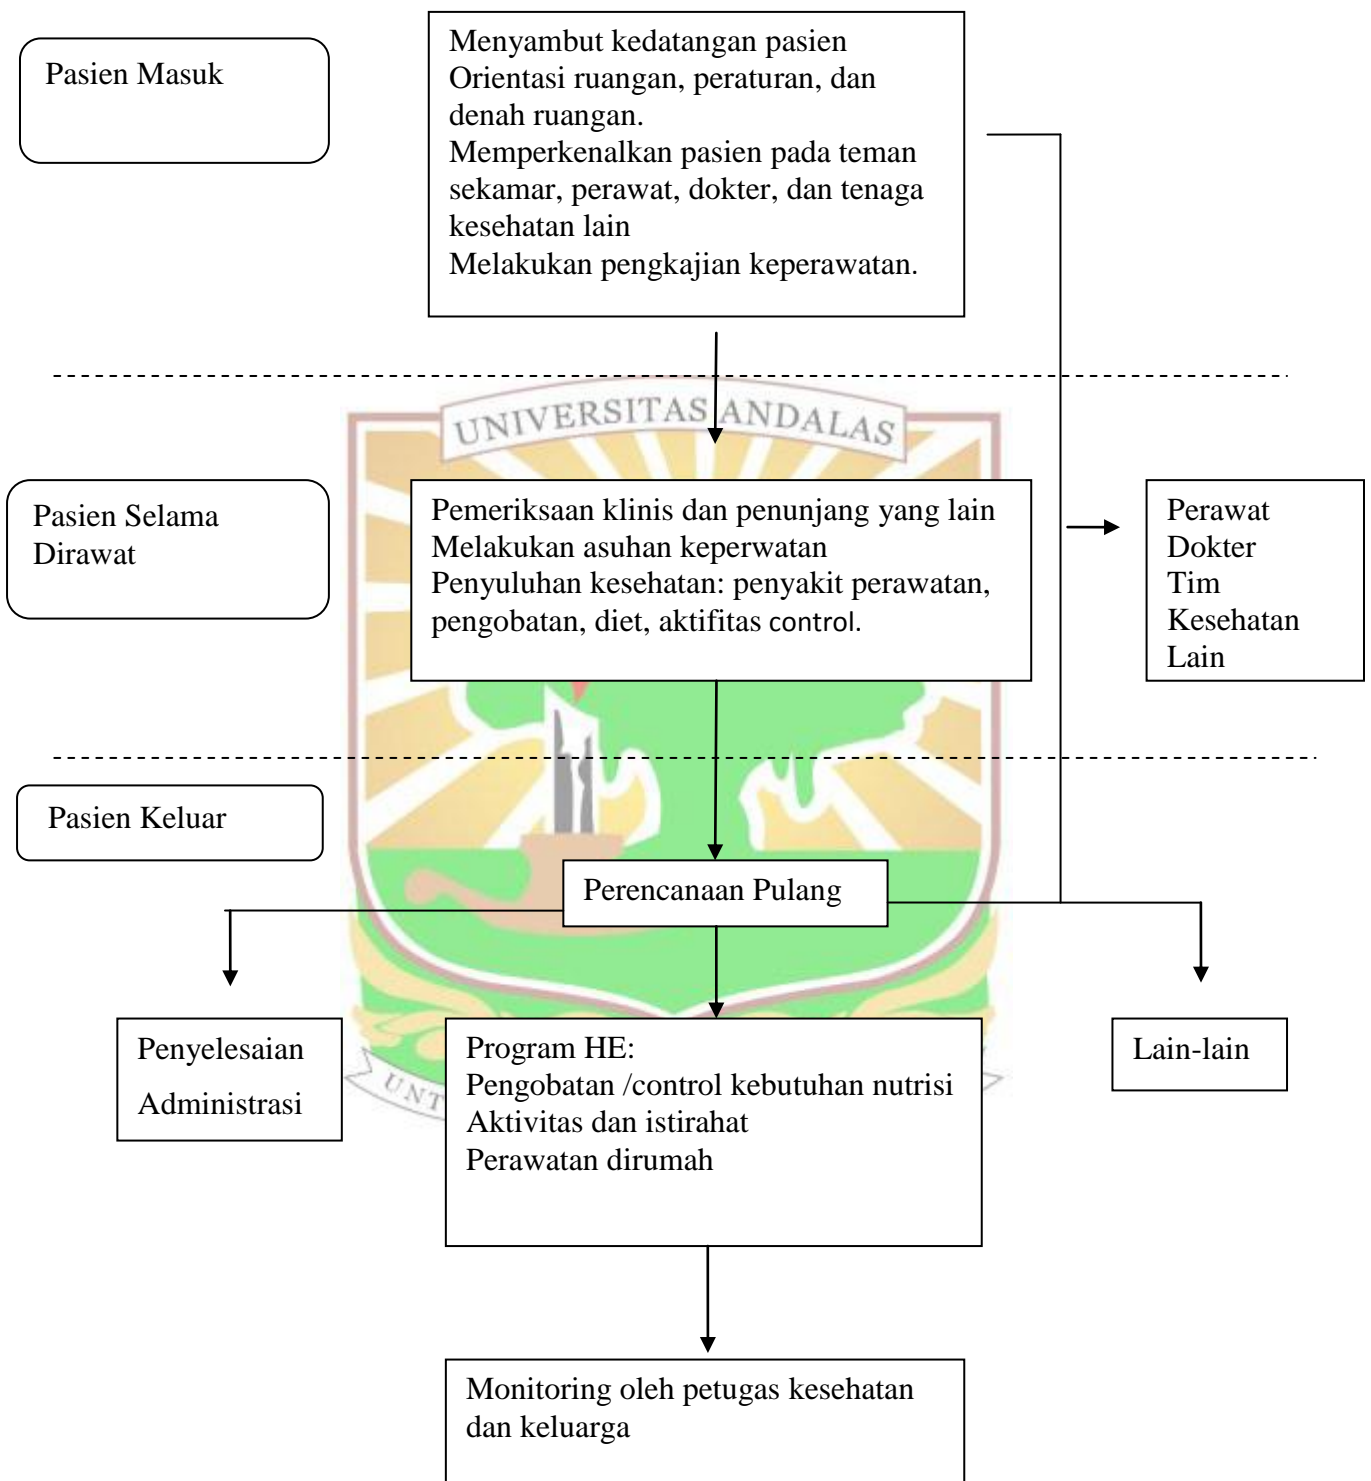 Pasien Masuk
Menyambut kedatangan pasien
Orientasi ruangan, peraturan, dan
denah ruangan.
Memperkenalkan pasien pada teman
sekamar, perawat, dokter, dan tenaga
kesehatan lain
Melakukan pengkajian keperawatan.
UNIVERSITAS ANDALAS
Pasien Selama
Dirawat
Pemeriksaan klinis dan penunjang yang lain
Melakukan asuhan keperwatan
Penyuluhan kesehatan: penyakit perawatan,
pengobatan, diet, aktifitas control.
Perawat
Dokter
Tim
Kesehatan
Lain
Pasien Keluar
Perencanaan Pulang
Penyelesaian
Administrasi
Program HE:
Pengobatan /control kebutuhan nutrisi
Aktivitas dan istirahat
Perawatan dirumah
Lain-lain
Monitoring oleh petugas kesehatan
dan keluarga